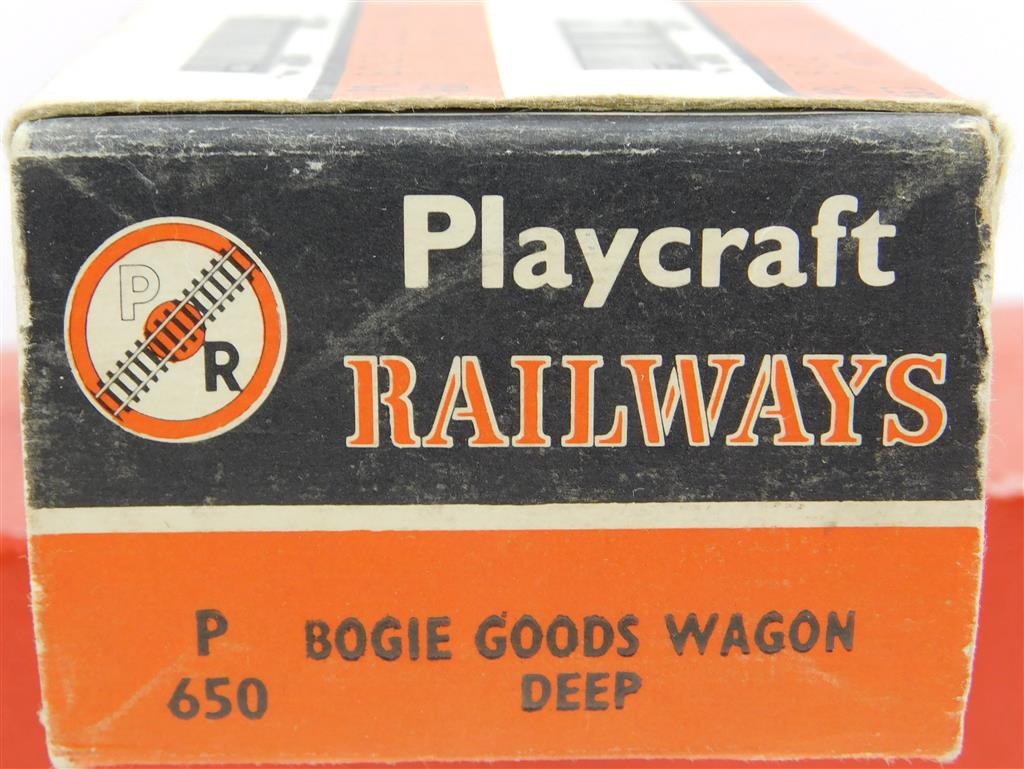 Playcraft
RAILWAYS
P
R
P BOGIE GOODS WAGON
650 DEEP